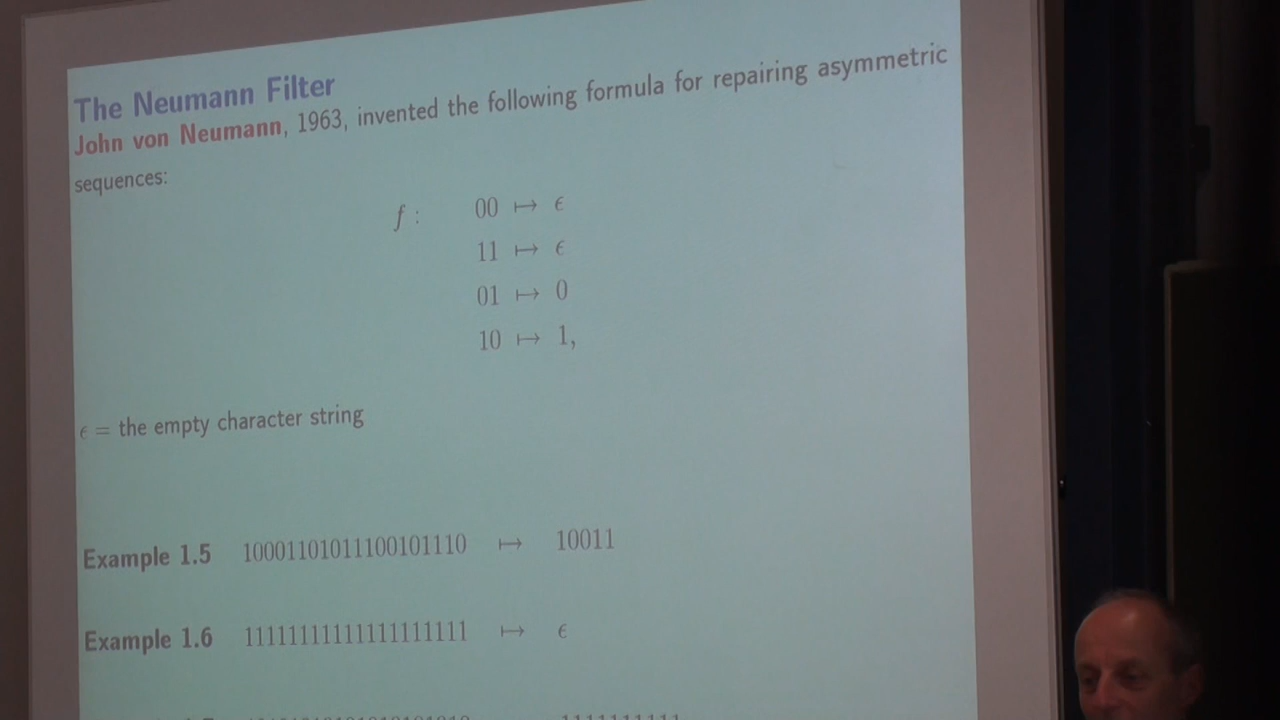 The Neumann Filter
John von Neumann, 1963, invented the following formula for repairing asymmetric
sequences:
f : 00 ↦ ϵ
11 ↦ ϵ
01 ↦ 0
10 ↦ 1,
ϵ = the empty character string
Example 1.5 10001101011100101110 ↦ 10011
Example 1.6 11111111111111111111 ↦ ϵ